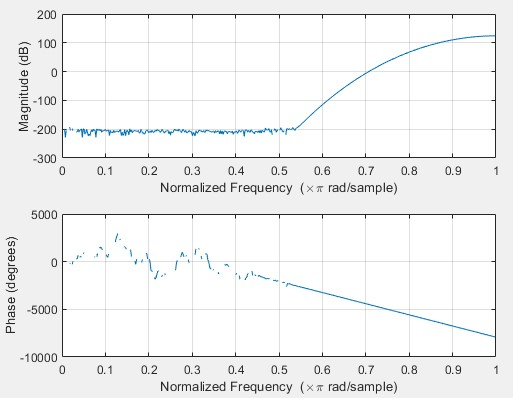 200
100
0
-100
-200
-300
Magnitude (dB)
0 0.1 0.2 0.3 0.4 0.5 0.6 0.7 0.8 0.9 1
Normalized Frequency (×π rad/sample)
5000
0
-5000
-10000
Phase (degrees)
0 0.1 0.2 0.3 0.4 0.5 0.6 0.7 0.8 0.9 1
Normalized Frequency (×π rad/sample)